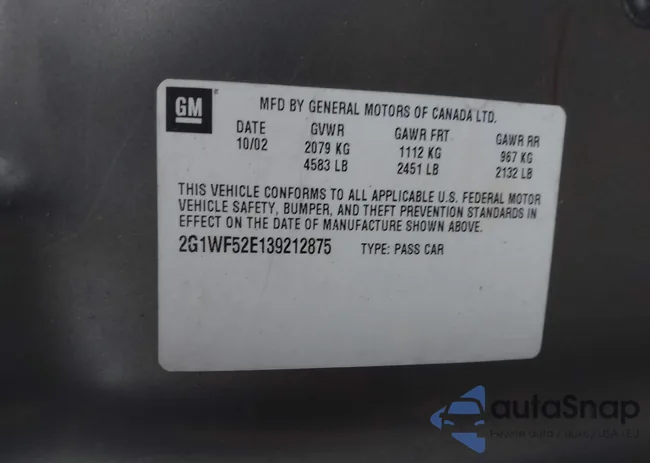 GM
MFD BY GENERAL MOTORS OF CANADA LTD.
DATE GVWR GAWR FRT GAWR RR
10/02 2079 KG 1112 KG 967 KG
4583 LB 2451 LB 2132 LB
THIS VEHICLE CONFORMS TO ALL APPLICABLE U.S. FEDERAL MOTOR
VEHICLE SAFETY, BUMPER, AND THEFT PREVENTION STANDARDS IN
EFFECT ON THE DATE OF MANUFACTURE SHOWN ABOVE.
2G1WF52E139212875 TYPE: PASS CAR
autaSnap